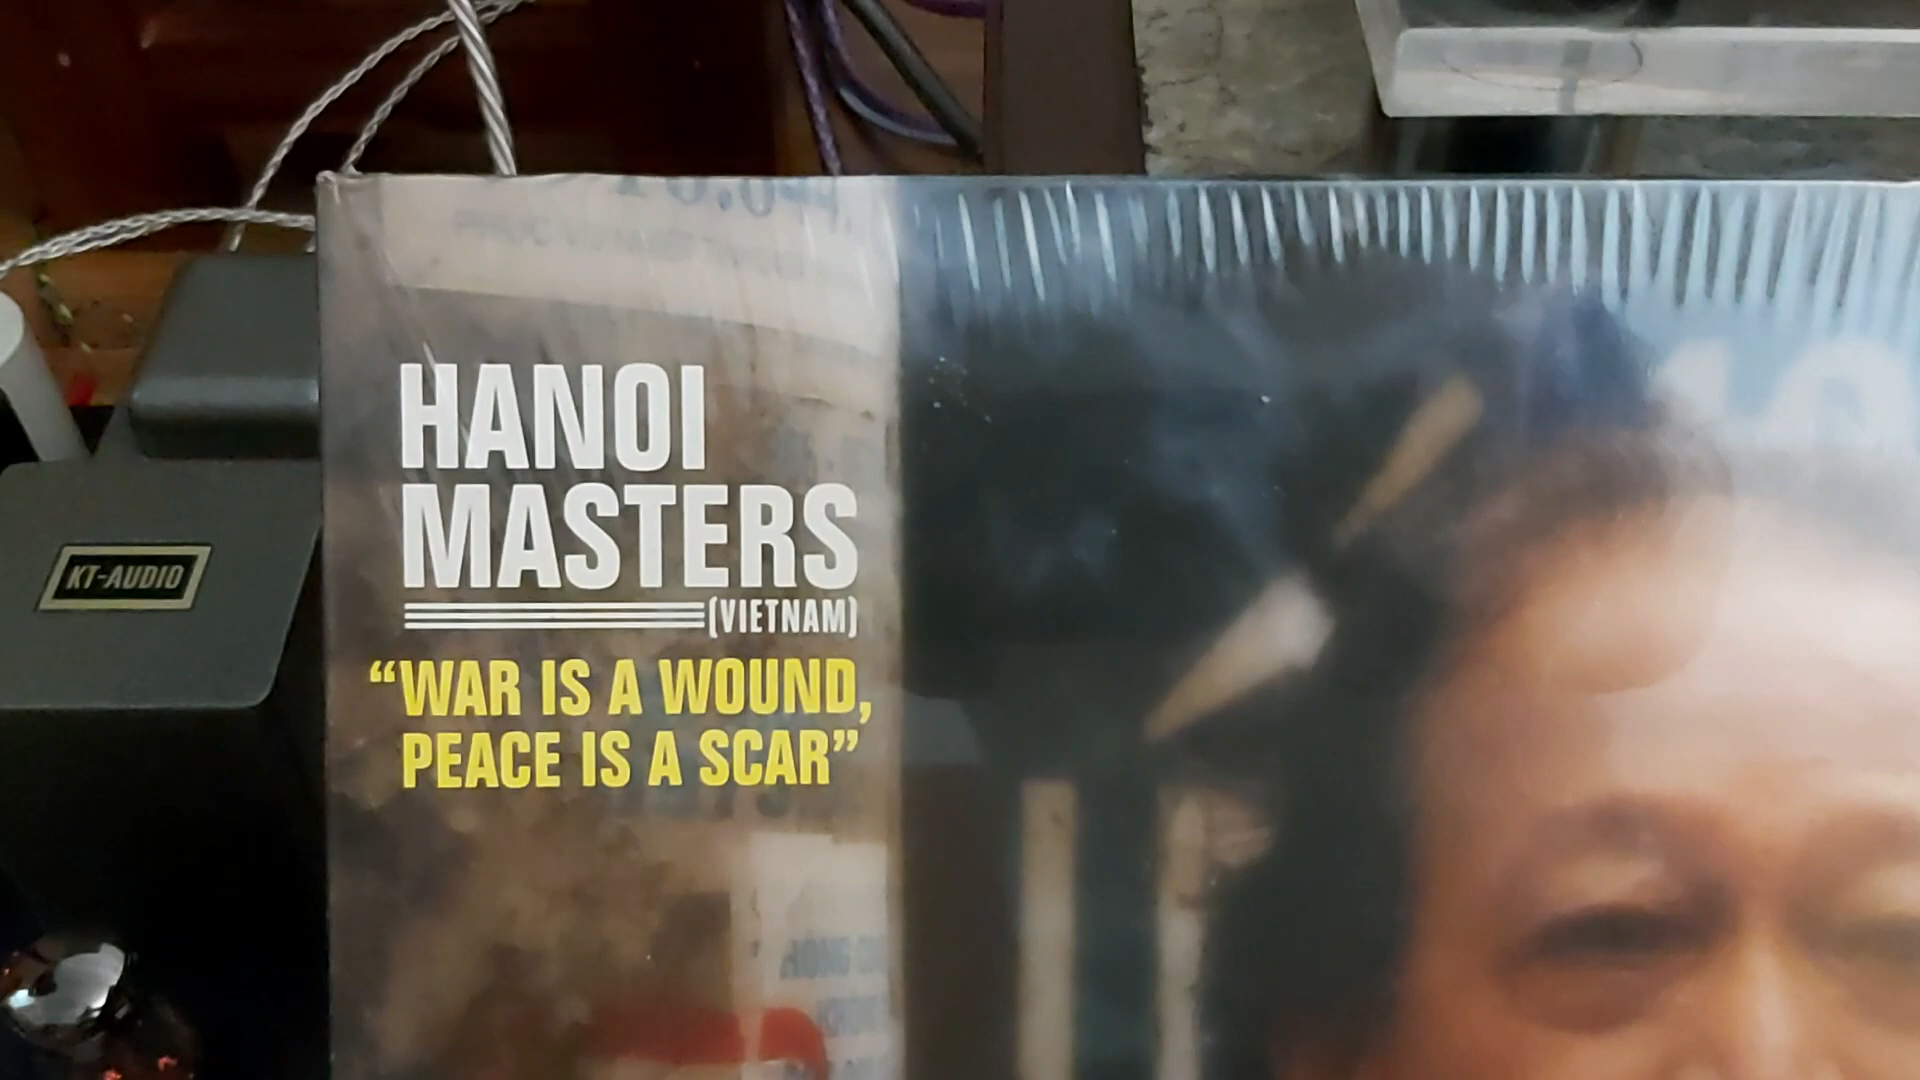 HANOI
MASTERS
(VIETNAM)
“WAR IS A WOUND,
PEACE IS A SCAR”
KT-AUDIO